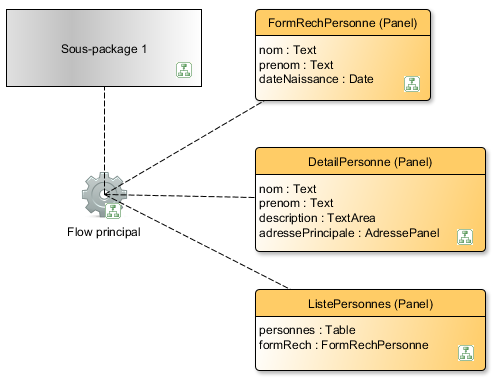 Sous-package 1
FormRechPersonne (Panel)
nom : Text
prenom : Text
dateNaissance : Date
DetailPersonne (Panel)
nom : Text
prenom : Text
description : TextArea
adressePrincipale : AdressePanel
Flow principal
ListePersonnes (Panel)
personnes : Table
formRech : FormRechPersonne